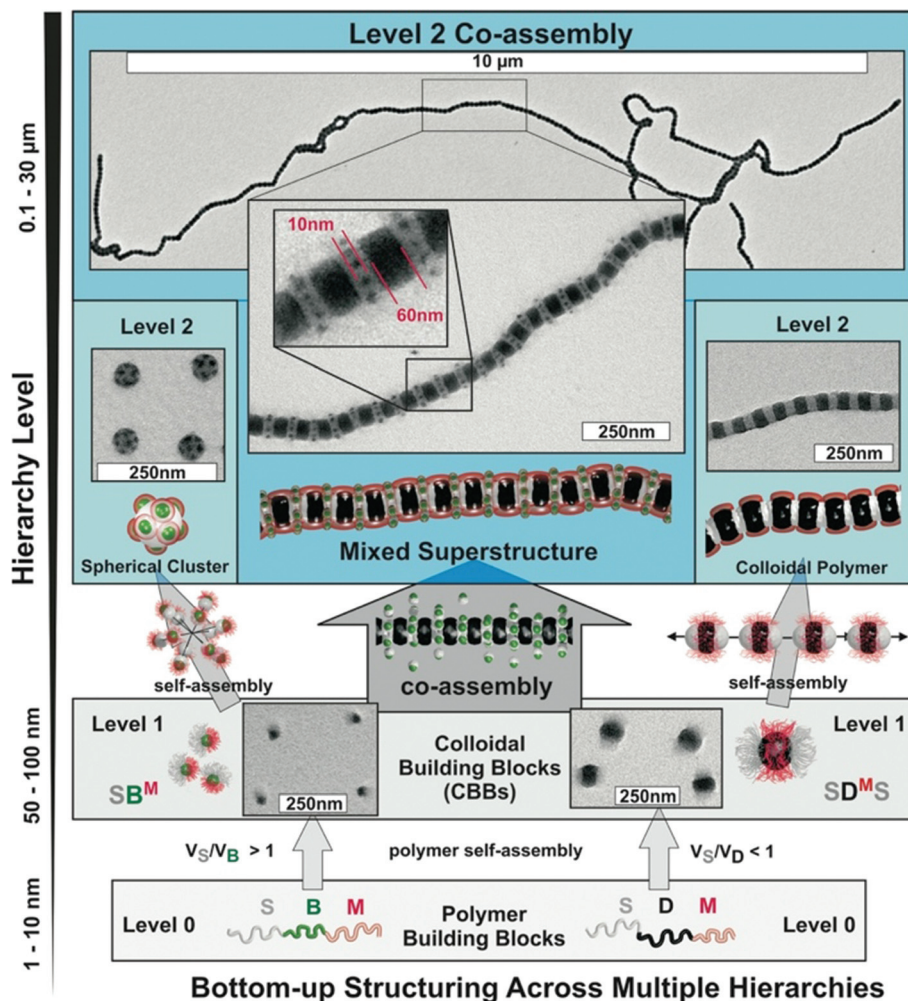 Level 2 Co-assembly
10 µm
10nm
60nm
250nm
Level 2
250nm
Spherical Cluster
Mixed Superstructure
Level 2
250nm
Colloidal Polymer
self-assembly
co-assembly
self-assembly
Level 1
SBᴹ
250nm
Colloidal
Building Blocks
(CBBs)
250nm
Level 1
SDᴹS
V_S/V_B > 1
polymer self-assembly
V_S/V_D < 1
Level 0
S B M
Polymer
Building Blocks
S D M
Level 0
Bottom-up Structuring Across Multiple Hierarchies
Hierarchy Level
0.1 - 30 µm
50 - 100 nm
1 - 10 nm